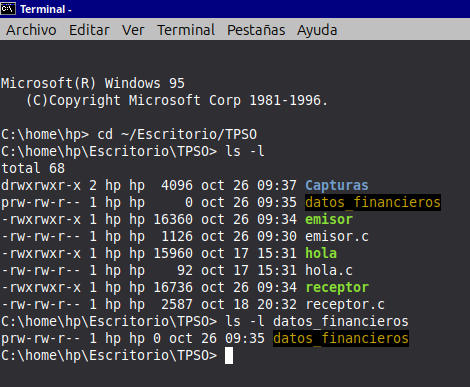 Terminal -
Archivo Editar Ver Terminal Pestañas Ayuda
Microsoft(R) Windows 95
(C)Copyright Microsoft Corp 1981-1996.
C:\home\hp> cd ~/Escritorio/TPSO
C:\home\hp\Escritorio\TPSO> ls -l
total 68
drwxrwxr-x 2 hp hp 4096 oct 26 09:37 Capturas
prw-rw-r-- 1 hp hp 0 oct 26 09:35 datos_financieros
-rwxrwxr-x 1 hp hp 16360 oct 26 09:34 emisor
-rw-rw-r-- 1 hp hp 1126 oct 26 09:30 emisor.c
-rwxrwxr-x 1 hp hp 15960 oct 17 15:31 hola
-rw-rw-r-- 1 hp hp 92 oct 17 15:31 hola.c
-rwxrwxr-x 1 hp hp 16736 oct 26 09:34 receptor
-rw-rw-r-- 1 hp hp 2587 oct 18 20:32 receptor.c
C:\home\hp\Escritorio\TPSO> ls -l datos_financieros
prw-rw-r-- 1 hp hp 0 oct 26 09:35 datos_financieros
C:\home\hp\Escritorio\TPSO>